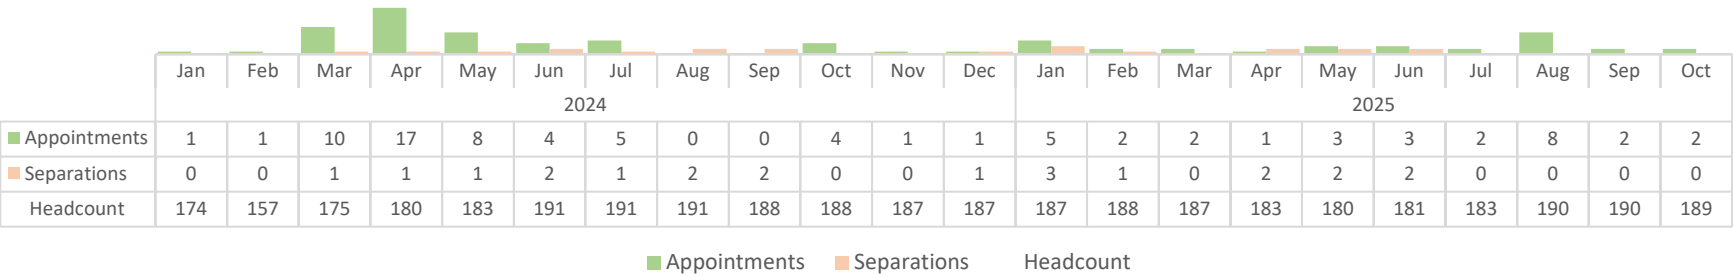 Jan Feb Mar Apr May Jun Jul Aug Sep Oct Nov Dec Jan Feb Mar Apr May Jun Jul Aug Sep Oct
2024 2025
Appointments 1 1 10 17 8 4 5 0 0 4 1 1 5 2 2 1 3 3 2 8 2 2
Separations 0 0 1 1 1 2 1 2 2 0 0 1 3 1 0 2 2 2 0 0 0 0
Headcount 174 157 175 180 183 191 191 191 188 188 187 187 187 188 187 183 180 181 183 190 190 189
Appointments Separations Headcount